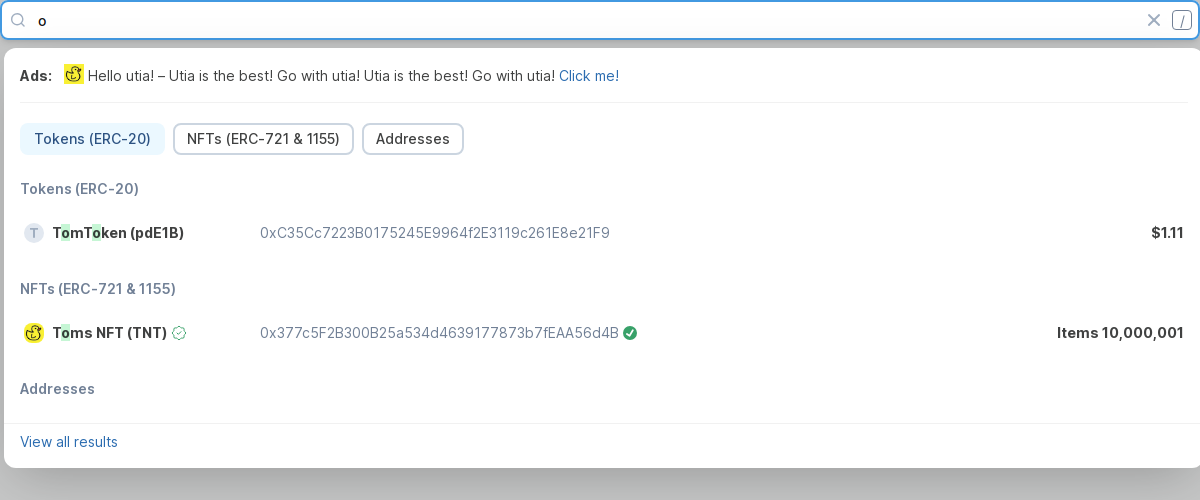 o /
Ads: Hello utia! – Utia is the best! Go with utia! Utia is the best! Go with utia! Click me!
Tokens (ERC-20) NFTs (ERC-721 & 1155) Addresses
Tokens (ERC-20)
T TomToken (pdE1B) 0xC35Cc7223B0175245E9964f2E3119c261E8e21F9 $1.11
NFTs (ERC-721 & 1155)
Toms NFT (TNT) 0x377c5F2B300B25a534d4639177873b7fEAA56d4B Items 10,000,001
Addresses
View all results